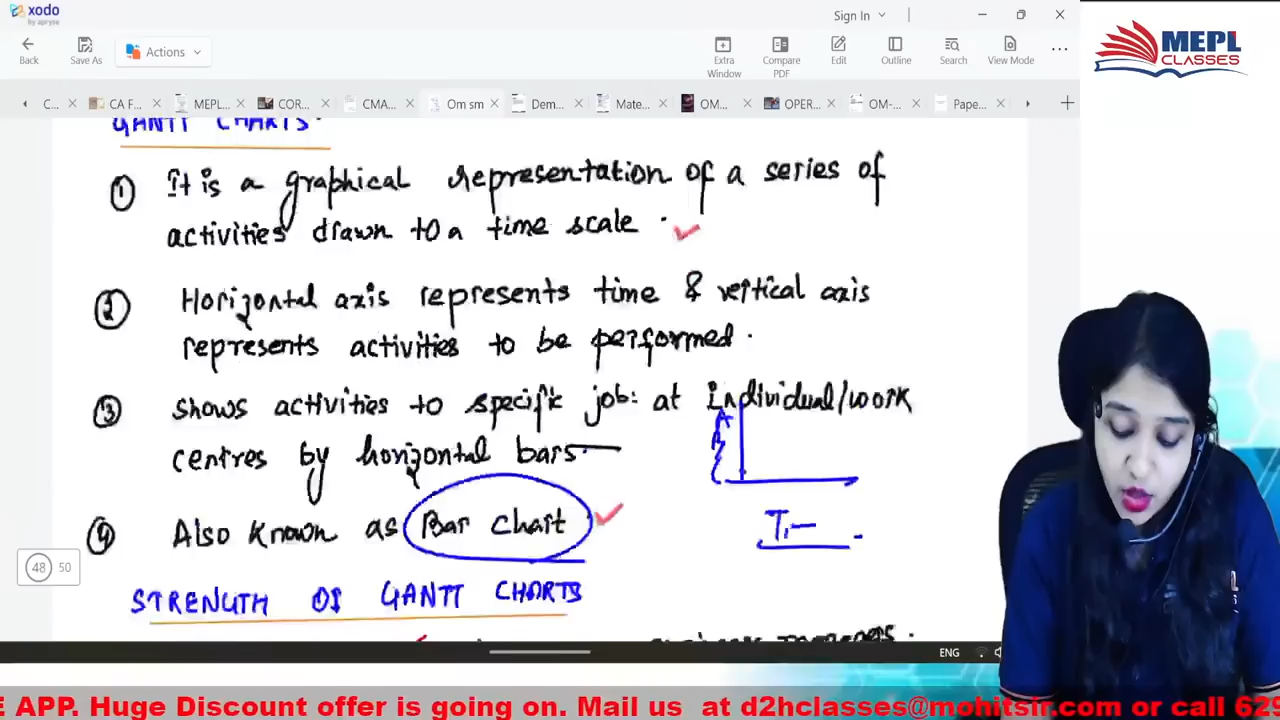 xodo
by apryse
Sign In
Back
Save As
Actions
Extra Window
Compare PDF
Edit
Outline
Search
View Mode
C...
CA F...
MEPL...
COR...
CMA...
Om sm
Dem...
Mate...
OM...
OPER...
OM-...
Pape...
MEPL
CLASSES
GANTT CHARTS
① It is a graphical representation of a series of
activities drawn to a time scale.
② Horizontal axis represents time & vertical axis
represents activities to be performed.
③ shows activities to specific job: at individual/work
centres by horizontal bars.
A
B
④ Also known as Bar Chart
48 50
STRENGTH OF GANTT CHARTS
ENG
E APP. Huge Discount offer is going on. Mail us at d2hclasses@mohitsir.com or call 629